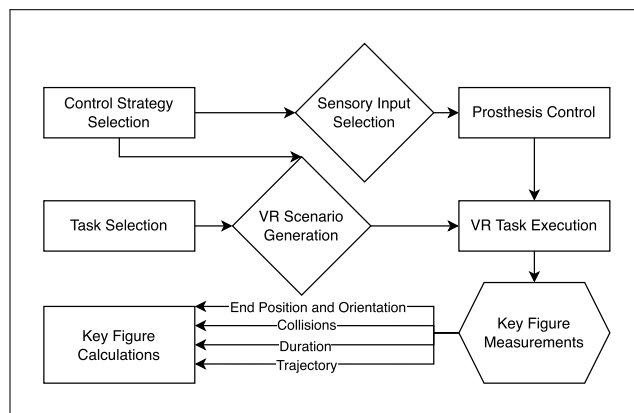 Control Strategy
Selection
Sensory Input
Selection
Prosthesis Control
Task Selection
VR Scenario
Generation
VR Task Execution
End Position and Orientation
Collisions
Duration
Trajectory
Key Figure
Calculations
Key Figure
Measurements